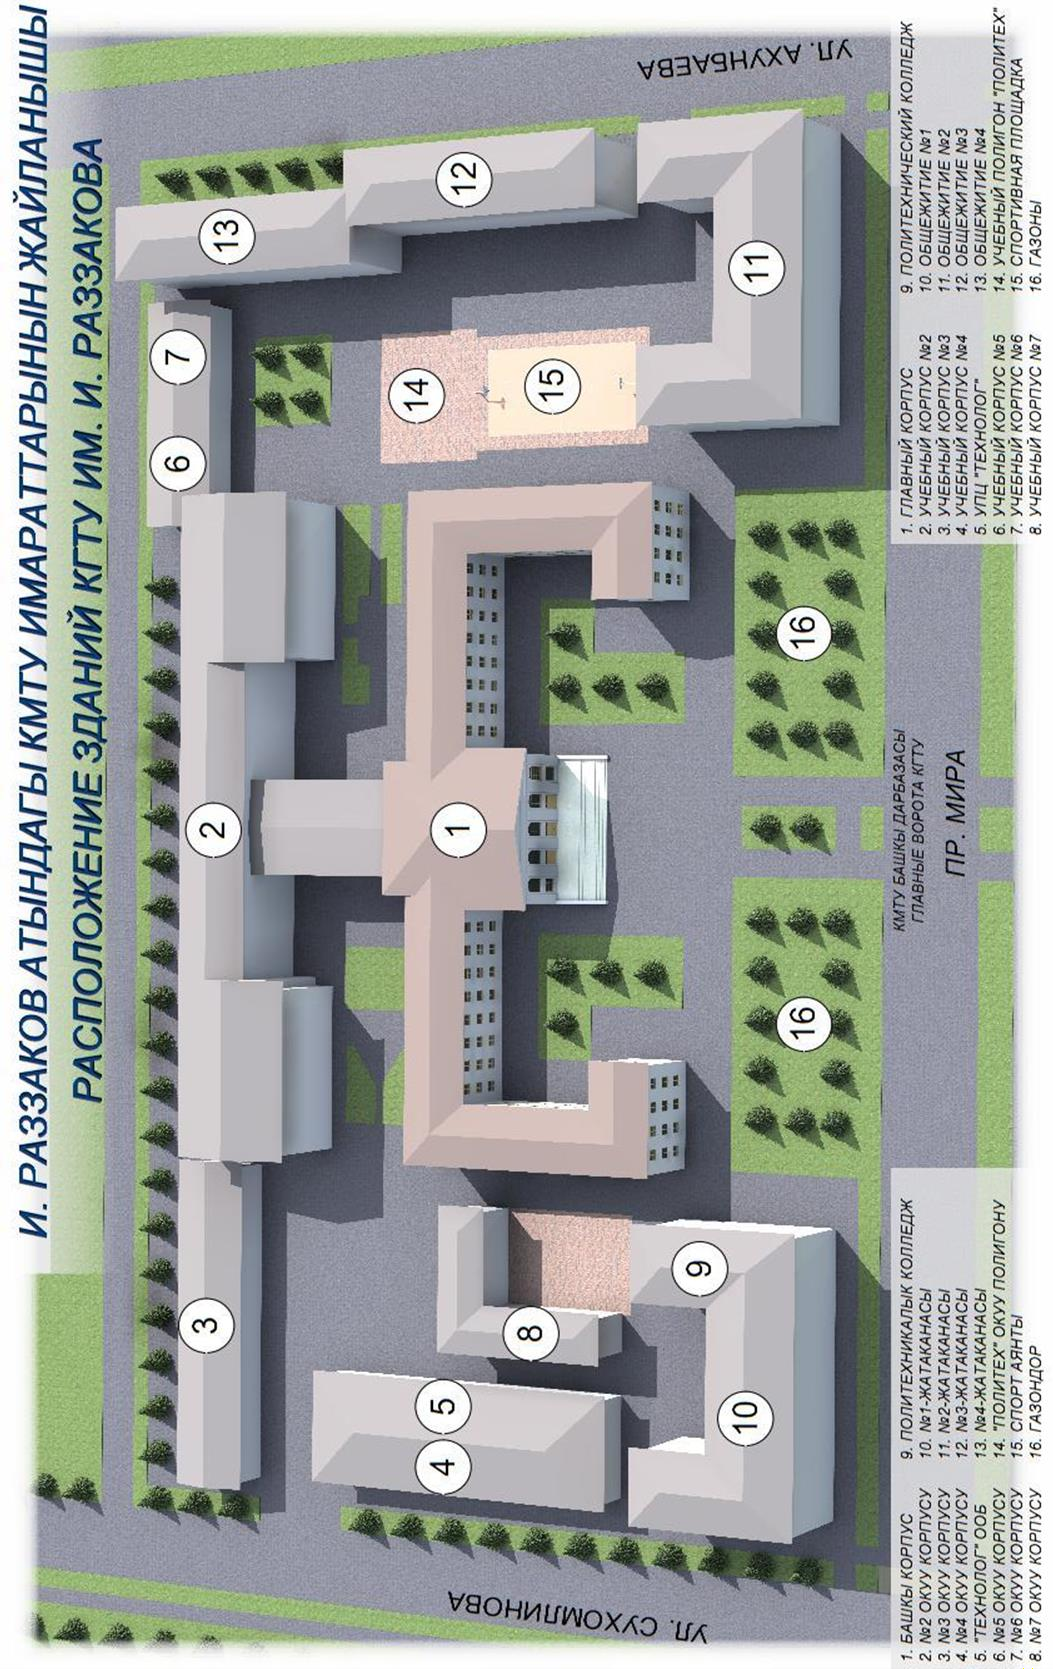 И. РАЗЗАКОВ АТЫНДАГЫ КМТУ ИМАРАТТАРЫНЫН ЖАЙЛАНЫШЫ
РАСПОЛОЖЕНИЕ ЗДАНИЙ КГТУ ИМ. И. РАЗЗАКОВА
УЛ. СУХОМЛИНОВА
УЛ. АХУНБАЕВА
3
2
6
7
13
12
4
5
8
1
14
15
11
9
10
16
16
КМТУ БАШКЫ ДАРБАЗАСЫ
ГЛАВНЫЕ ВОРОТА КГТУ
ПР. МИРА
1. БАШКЫ КОРПУС
2. №2 ОКУУ КОРПУСУ
3. №3 ОКУУ КОРПУСУ
4. №4 ОКУУ КОРПУСУ
5. "ТЕХНОЛОГ" ООБ
6. №5 ОКУУ КОРПУСУ
7. №6 ОКУУ КОРПУСУ
8. №7 ОКУУ КОРПУСУ
9. ПОЛИТЕХНИКАЛЫК КОЛЛЕДЖ
10. №1-ЖАТАКАНАСЫ
11. №2-ЖАТАКАНАСЫ
12. №3-ЖАТАКАНАСЫ
13. №4-ЖАТАКАНАСЫ
14. "ПОЛИТЕХ" ОКУУ ПОЛИГОНУ
15. СПОРТ АЯНТЫ
16. ГАЗОНДОР
1. ГЛАВНЫЙ КОРПУС
2. УЧЕБНЫЙ КОРПУС №2
3. УЧЕБНЫЙ КОРПУС №3
4. УЧЕБНЫЙ КОРПУС №4
5. УПЦ "ТЕХНОЛОГ"
6. УЧЕБНЫЙ КОРПУС №5
7. УЧЕБНЫЙ КОРПУС №6
8. УЧЕБНЫЙ КОРПУС №7
9. ПОЛИТЕХНИЧЕСКИЙ КОЛЛЕДЖ
10. ОБЩЕЖИТИЕ №1
11. ОБЩЕЖИТИЕ №2
12. ОБЩЕЖИТИЕ №3
13. ОБЩЕЖИТИЕ №4
14. УЧЕБНЫЙ ПОЛИГОН "ПОЛИТЕХ"
15. СПОРТИВНАЯ ПЛОЩАДКА
16. ГАЗОНЫ